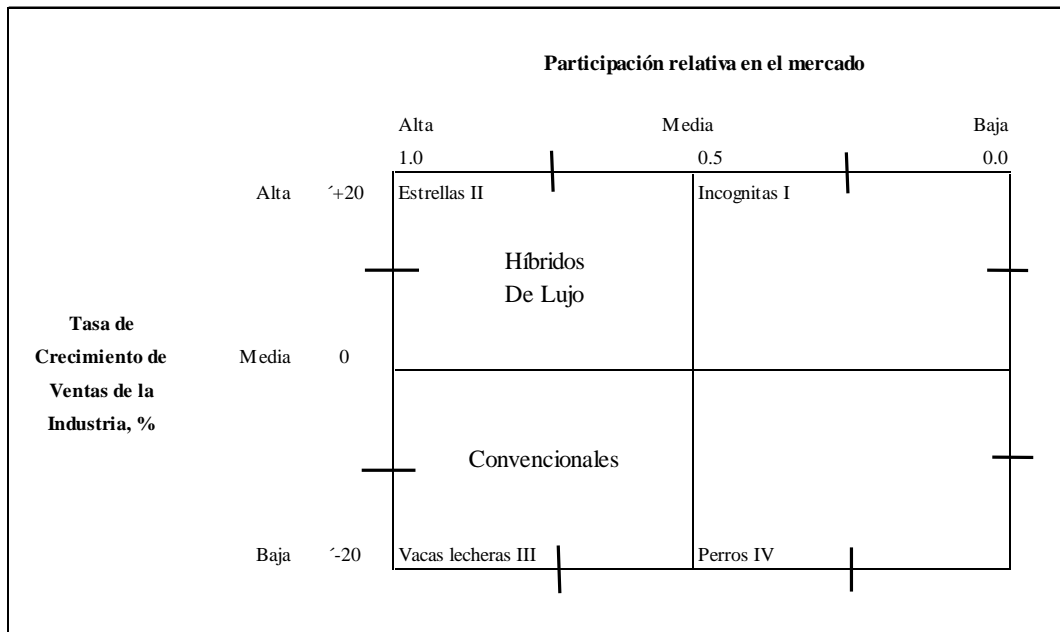 Participación relativa en el mercado
Alta Media Baja
1.0 0.5 0.0
Alta ´+20 Estrellas II Incognitas I
Híbridos
De Lujo
Tasa de
Crecimiento de Media 0
Ventas de la
Industria, %
Convencionales
Baja ´-20 Vacas lecheras III Perros IV